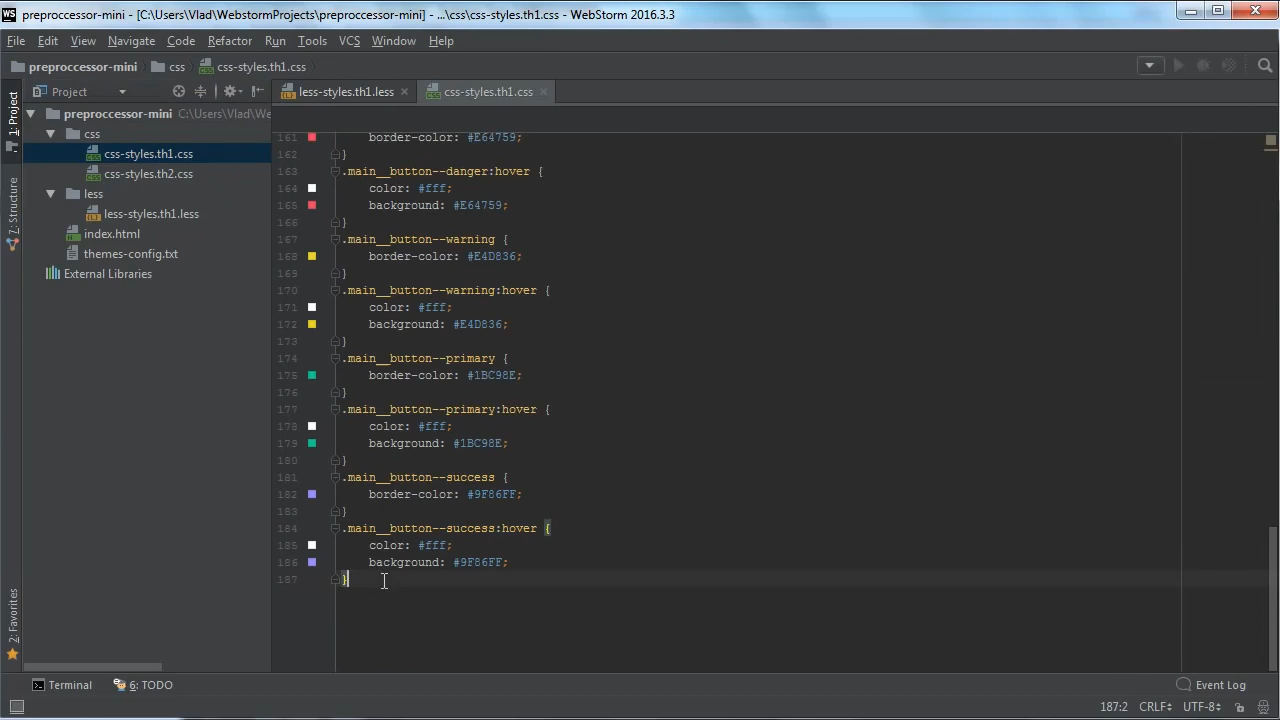 WS preproccessor-mini - [C:\Users\Vlad\WebstormProjects\preproccessor-mini] - ...\css\css-styles.th1.css - WebStorm 2016.3.3
File Edit View Navigate Code Refactor Run Tools VCS Window Help
preproccessor-mini css css-styles.th1.css
Project less-styles.th1.less css-styles.th1.css
1: Project
Z: Structure
2: Favorites
preproccessor-mini C:\Users\Vlad\We
css
css-styles.th1.css
css-styles.th2.css
less
less-styles.th1.less
index.html
themes-config.txt
External Libraries
161 border-color: #E64759;
162 }
163 .main__button--danger:hover {
164 color: #fff;
165 background: #E64759;
166 }
167 .main__button--warning {
168 border-color: #E4D836;
169 }
170 .main__button--warning:hover {
171 color: #fff;
172 background: #E4D836;
173 }
174 .main__button--primary {
175 border-color: #1BC98E;
176 }
177 .main__button--primary:hover {
178 color: #fff;
179 background: #1BC98E;
180 }
181 .main__button--success {
182 border-color: #9F86FF;
183 }
184 .main__button--success:hover {
185 color: #fff;
186 background: #9F86FF;
187 }
Terminal 6: TODO Event Log
187:2 CRLF UTF-8